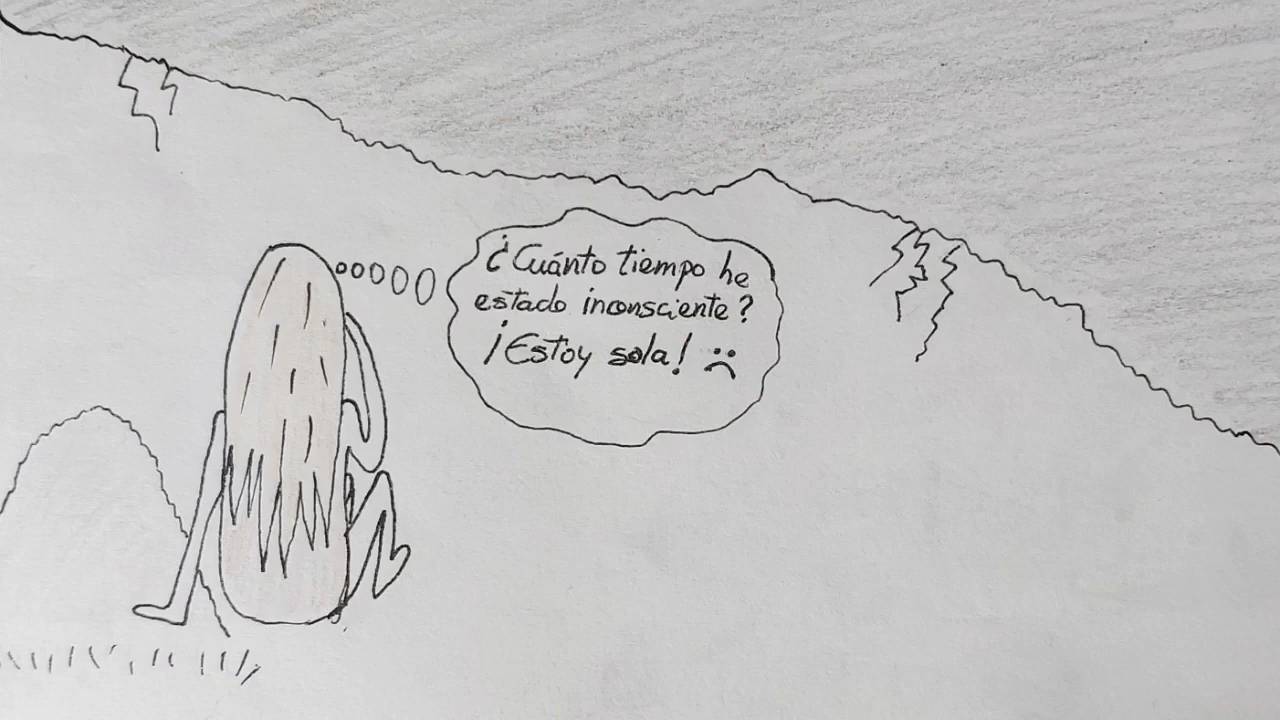 ¿Cuánto tiempo he
estado inconsciente?
¡Estoy sola! :(